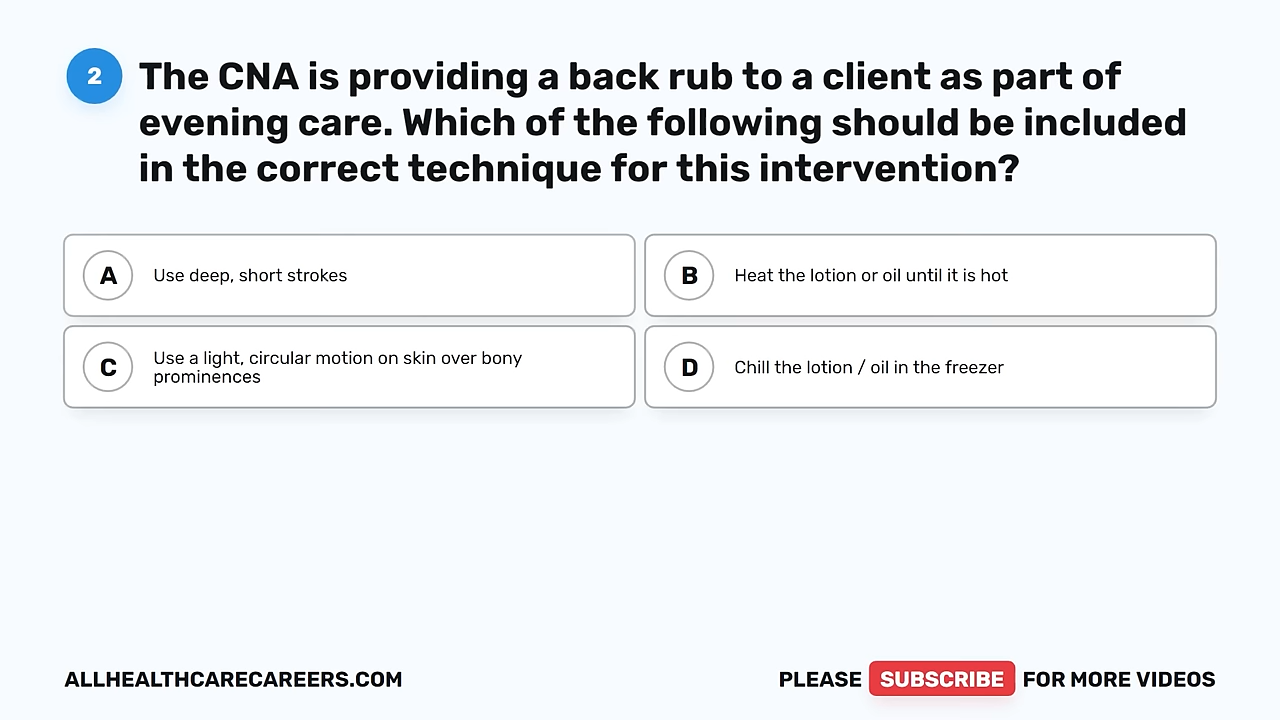 2
The CNA is providing a back rub to a client as part of
evening care. Which of the following should be included
in the correct technique for this intervention?
A Use deep, short strokes
B Heat the lotion or oil until it is hot
C Use a light, circular motion on skin over bony
prominences
D Chill the lotion / oil in the freezer
ALLHEALTHCARECAREERS.COM
PLEASE SUBSCRIBE FOR MORE VIDEOS